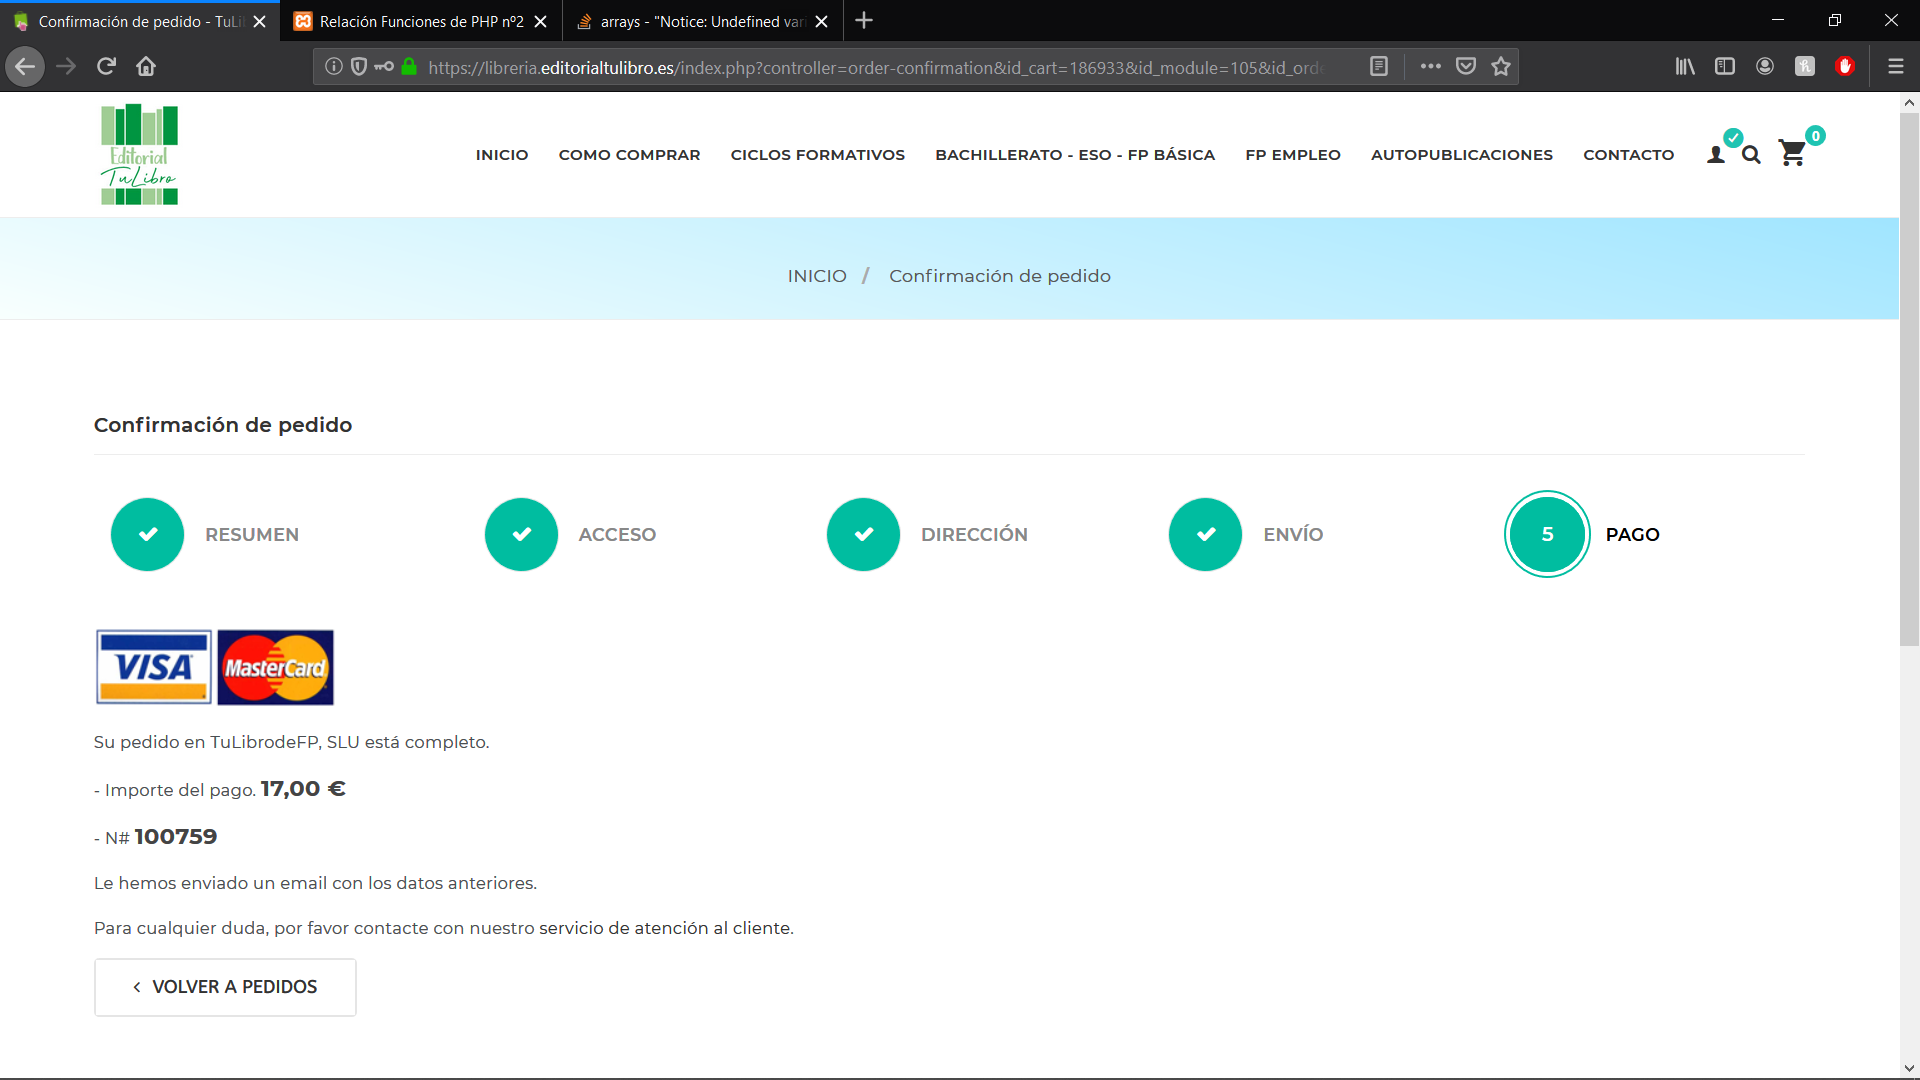 Confirmación de pedido - TuLi
Relación Funciones de PHP nº2
arrays - "Notice: Undefined vari
https://libreria.editorialtulibro.es/index.php?controller=order-confirmation&id_cart=186933&id_module=105&id_orde
Editorial
TuLibro
INICIO
COMO COMPRAR
CICLOS FORMATIVOS
BACHILLERATO - ESO - FP BÁSICA
FP EMPLEO
AUTOPUBLICACIONES
CONTACTO
0
INICIO / Confirmación de pedido
Confirmación de pedido
RESUMEN
ACCESO
DIRECCIÓN
ENVÍO
5 PAGO
VISA
MasterCard
Su pedido en TuLibrodeFP, SLU está completo.
- Importe del pago. 17,00 €
- N# 100759
Le hemos enviado un email con los datos anteriores.
Para cualquier duda, por favor contacte con nuestro servicio de atención al cliente.
VOLVER A PEDIDOS